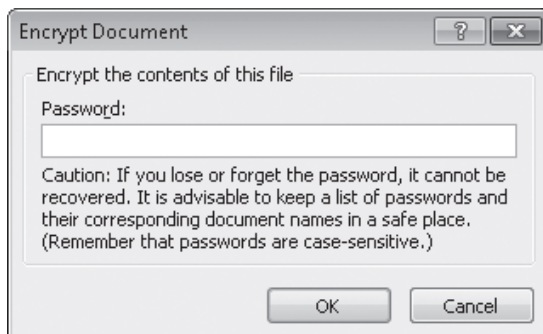 Encrypt Document
?
Encrypt the contents of this file
Password:
Caution: If you lose or forget the password, it cannot be
recovered. It is advisable to keep a list of passwords and
their corresponding document names in a safe place.
(Remember that passwords are case-sensitive.)
OK Cancel